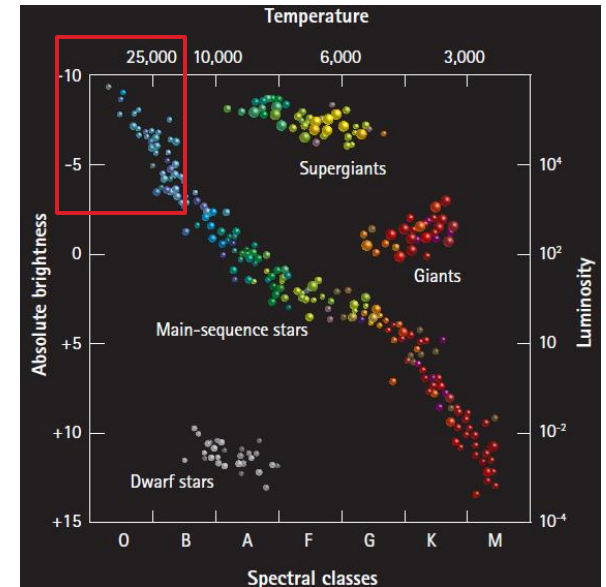 Temperature
25,000 10,000 6,000 3,000
-10
-5 10⁴
Supergiants
0 10²
Giants
Main-sequence stars
+5 10
+10 10⁻²
Dwarf stars
+15 10⁻⁴
O B A F G K M
Spectral classes
Absolute brightness
Luminosity